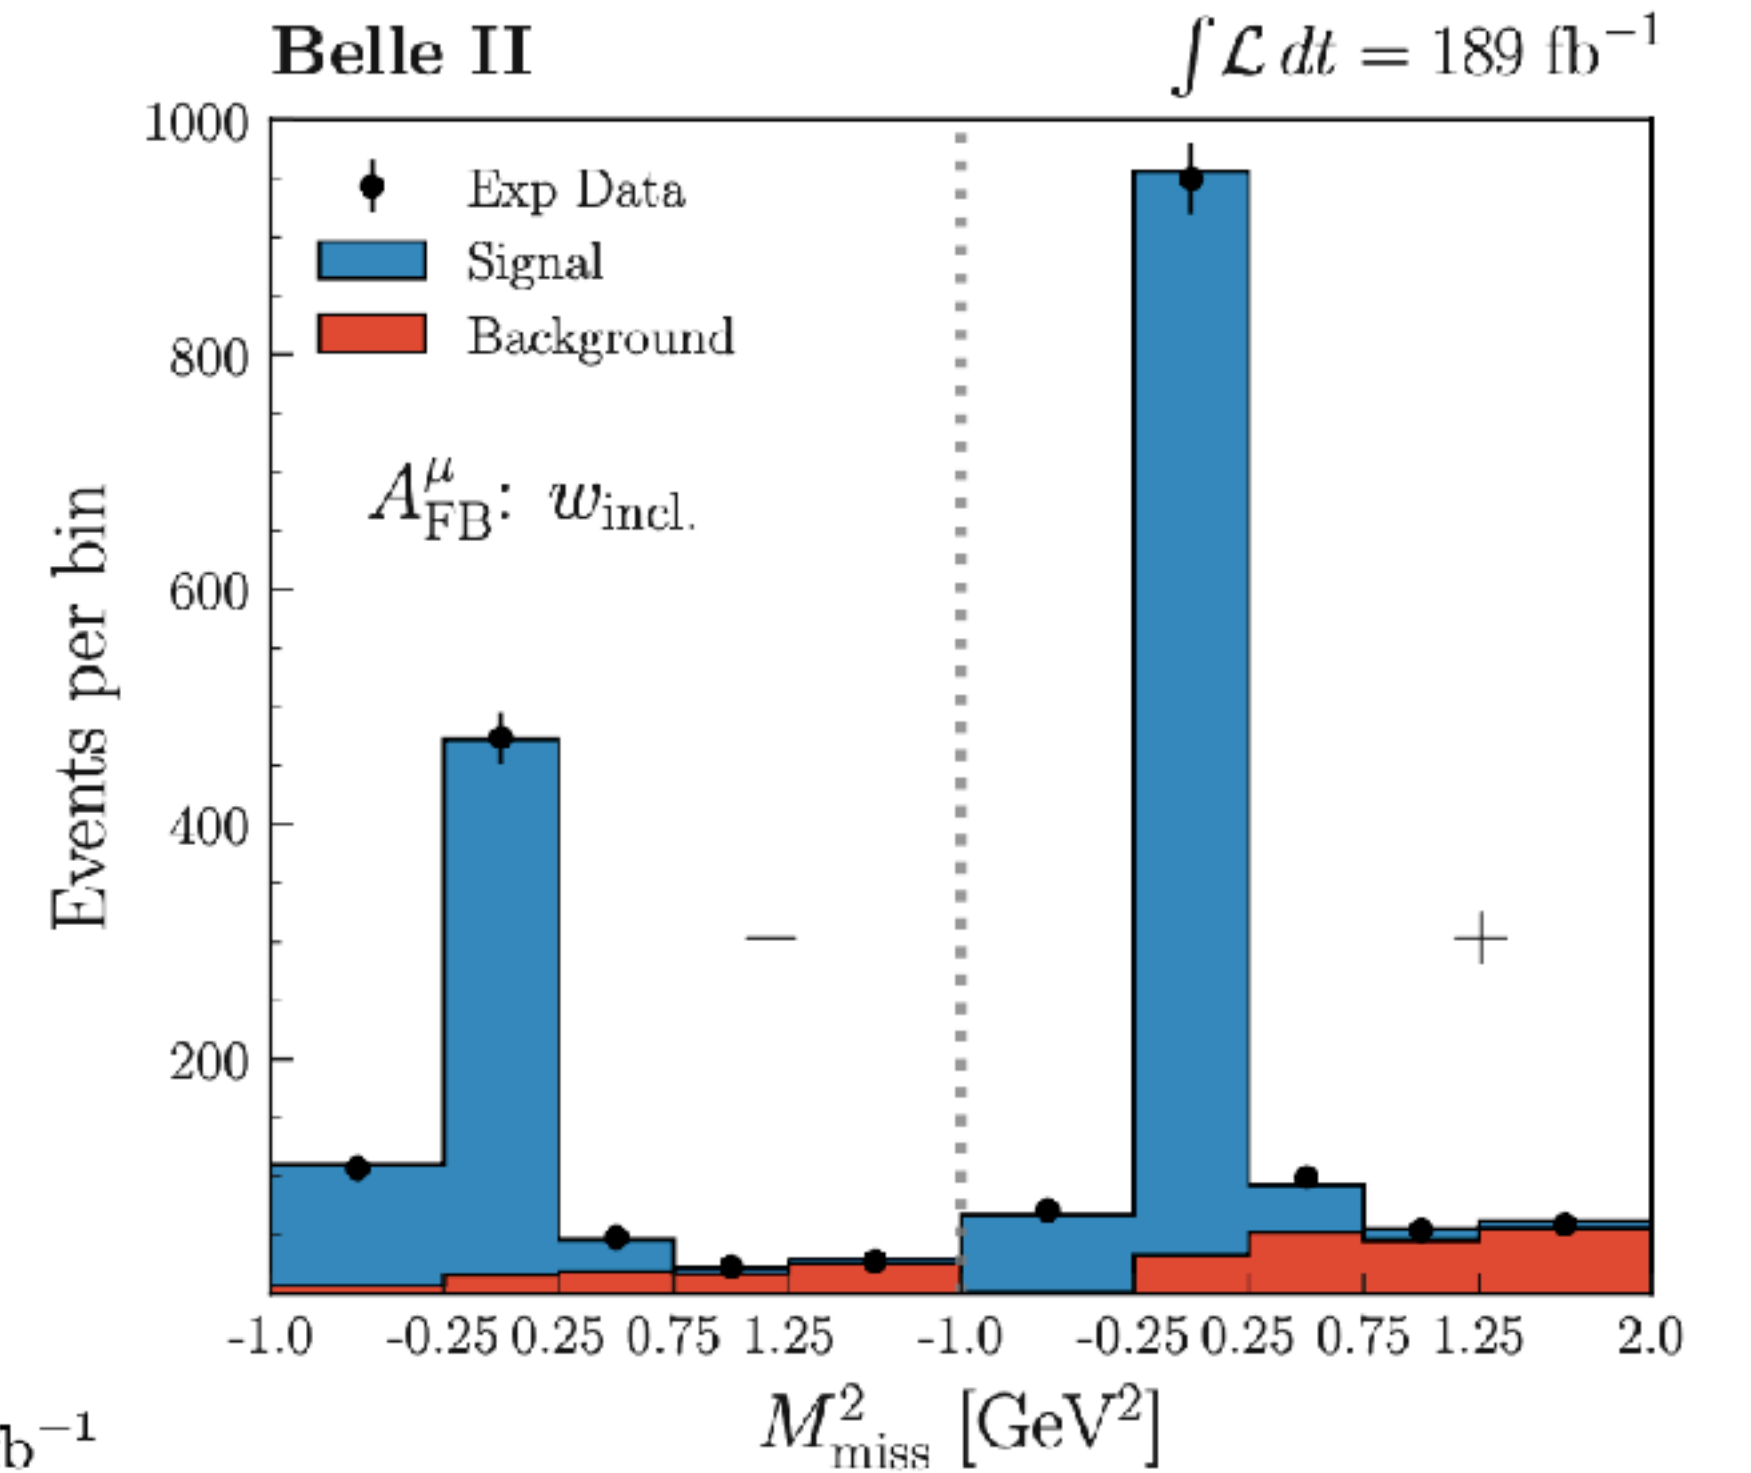 Belle II
∫ℒ dt = 189 fb⁻¹
1000
800
600
400
200
Events per bin
Exp Data
Signal
Background
A^μ_FB: w_incl.
− +
-1.0 -0.25 0.25 0.75 1.25 -1.0 -0.25 0.25 0.75 1.25 2.0
M²_miss [GeV²]
b⁻¹